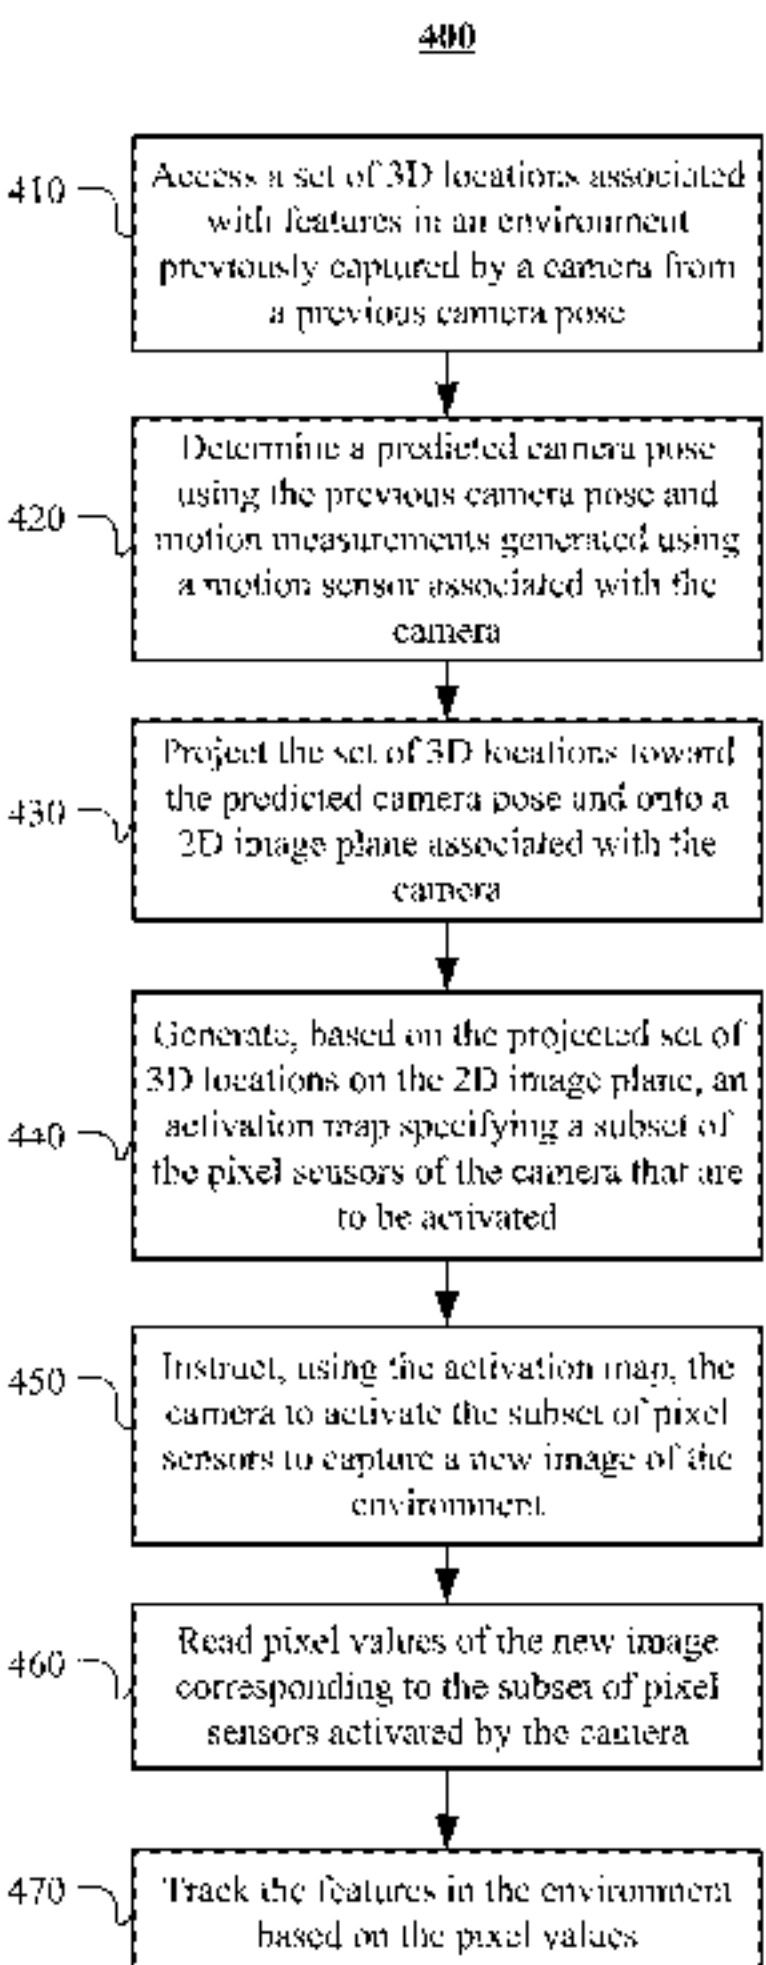 400
410
Access a set of 3D locations associated
with features in an environment
previously captured by a camera from
a previous camera pose
420
Determine a predicted camera pose
using the previous camera pose and
motion measurements generated using
a motion sensor associated with the
camera
430
Project the set of 3D locations toward
the predicted camera pose and onto a
2D image plane associated with the
camera
440
Generate, based on the projected set of
3D locations on the 2D image plane, an
activation map specifying a subset of
the pixel sensors of the camera that are
to be activated
450
Instruct, using the activation map, the
camera to activate the subset of pixel
sensors to capture a new image of the
environment
460
Read pixel values of the new image
corresponding to the subset of pixel
sensors activated by the camera
470
Track the features in the environment
based on the pixel values